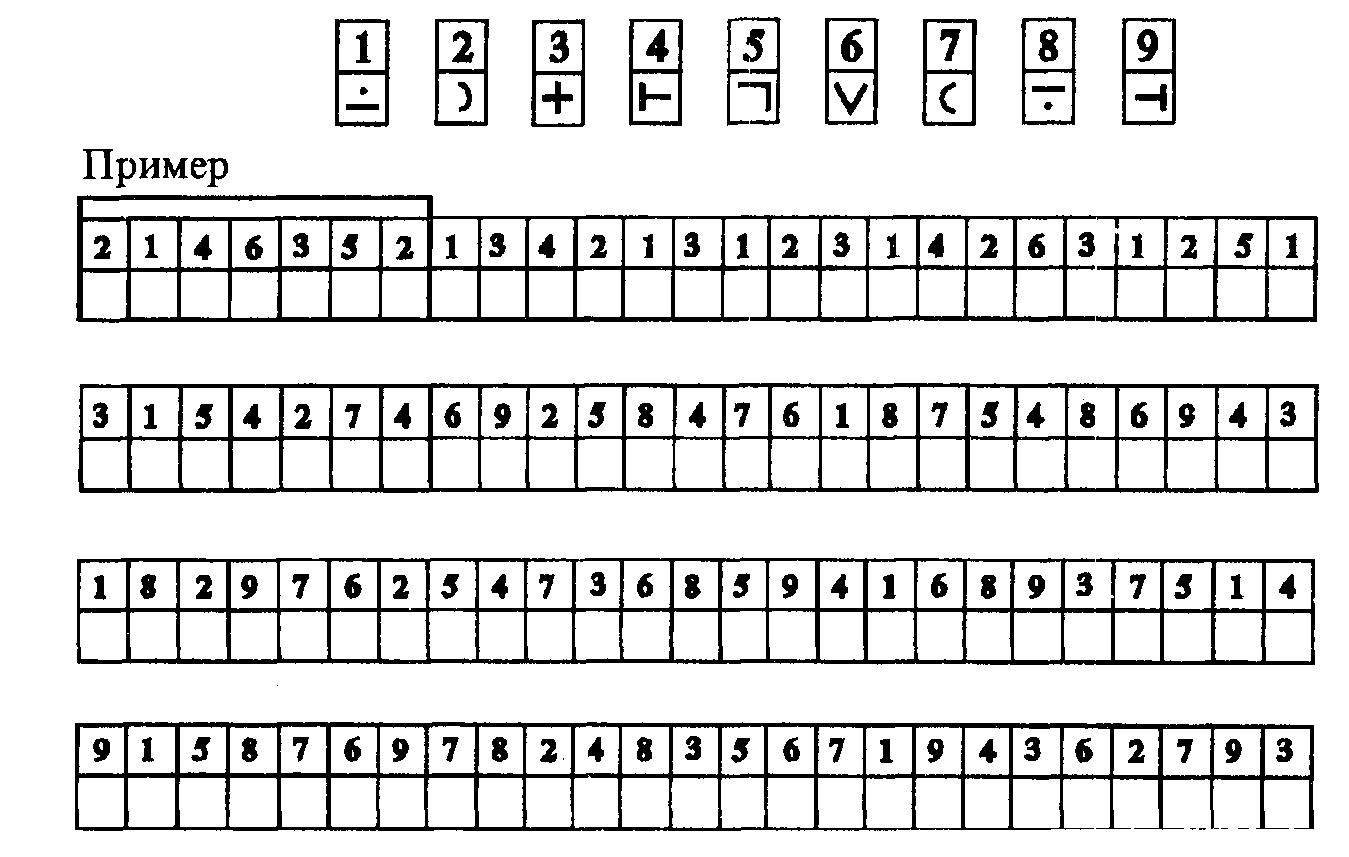 1 2 3 4 5 6 7 8 9
∸ ) + ⊢ ¬ ∨ ( ⨪ ⊣
Пример
2 1 4 6 3 5 2 1 3 4 2 1 3 1 2 3 1 4 2 6 3 1 2 5 1
3 1 5 4 2 7 4 6 9 2 5 8 4 7 6 1 8 7 5 4 8 6 9 4 3
1 8 2 9 7 6 2 5 4 7 3 6 8 5 9 4 1 6 8 9 3 7 5 1 4
9 1 5 8 7 6 9 7 8 2 4 8 3 5 6 7 1 9 4 3 6 2 7 9 3